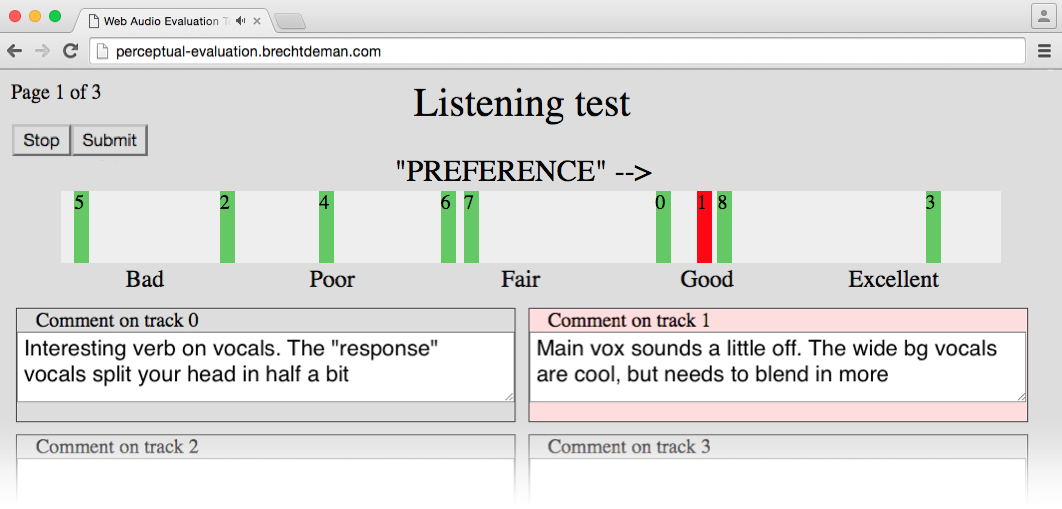 Web Audio Evaluation T
perceptual-evaluation.brechtdeman.com
Page 1 of 3
Listening test
Stop Submit
"PREFERENCE" -->
5 2 4 6 7 0 1 8 3
Bad Poor Fair Good Excellent
Comment on track 0
Interesting verb on vocals. The "response"
vocals split your head in half a bit
Comment on track 1
Main vox sounds a little off. The wide bg vocals
are cool, but needs to blend in more
Comment on track 2
Comment on track 3